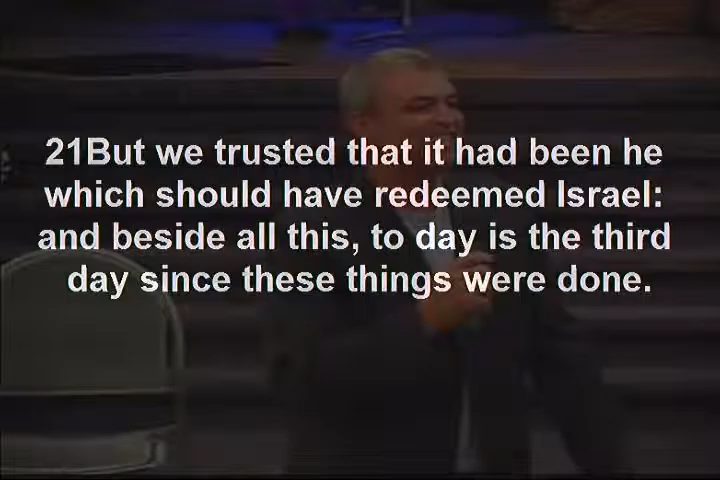 21But we trusted that it had been he
which should have redeemed Israel:
and beside all this, to day is the third
day since these things were done.